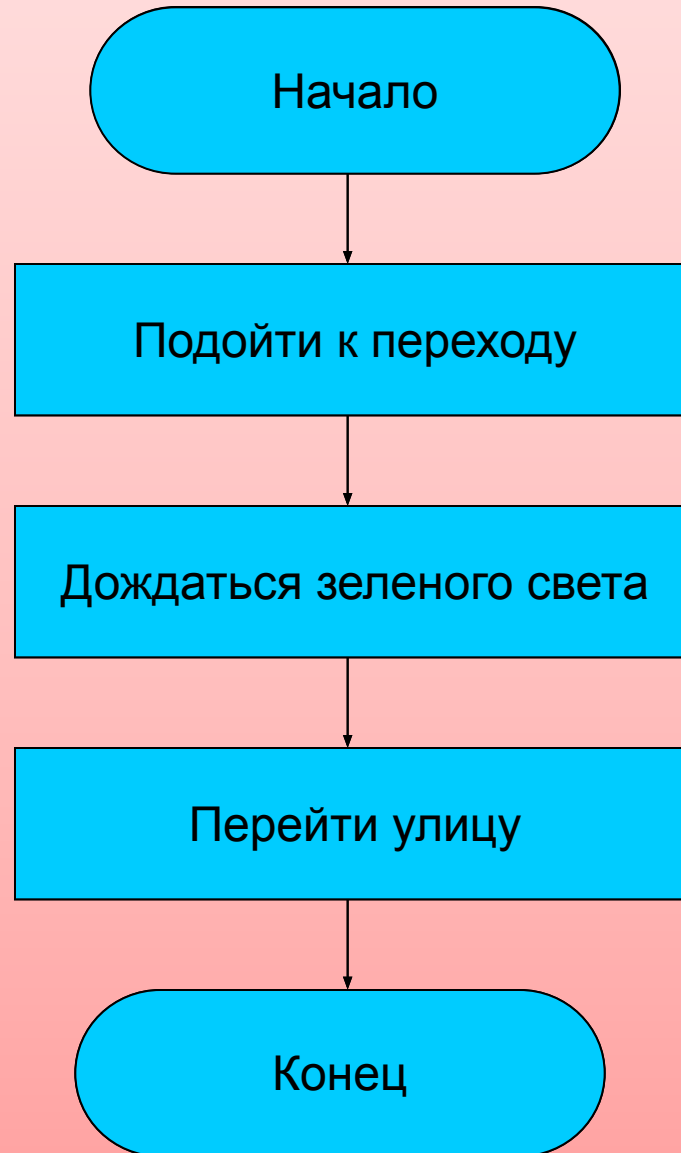 Начало
Подойти к переходу
Дождаться зеленого света
Перейти улицу
Конец